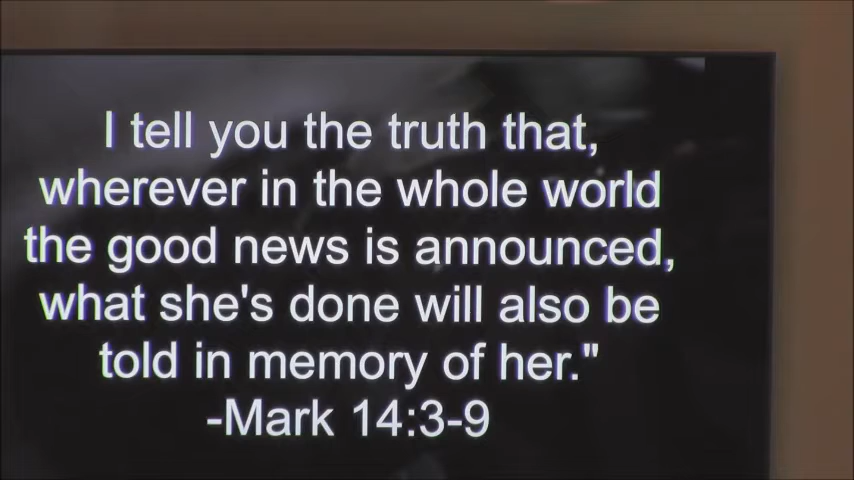 I tell you the truth that,
wherever in the whole world
the good news is announced,
what she's done will also be
told in memory of her."
-Mark 14:3-9